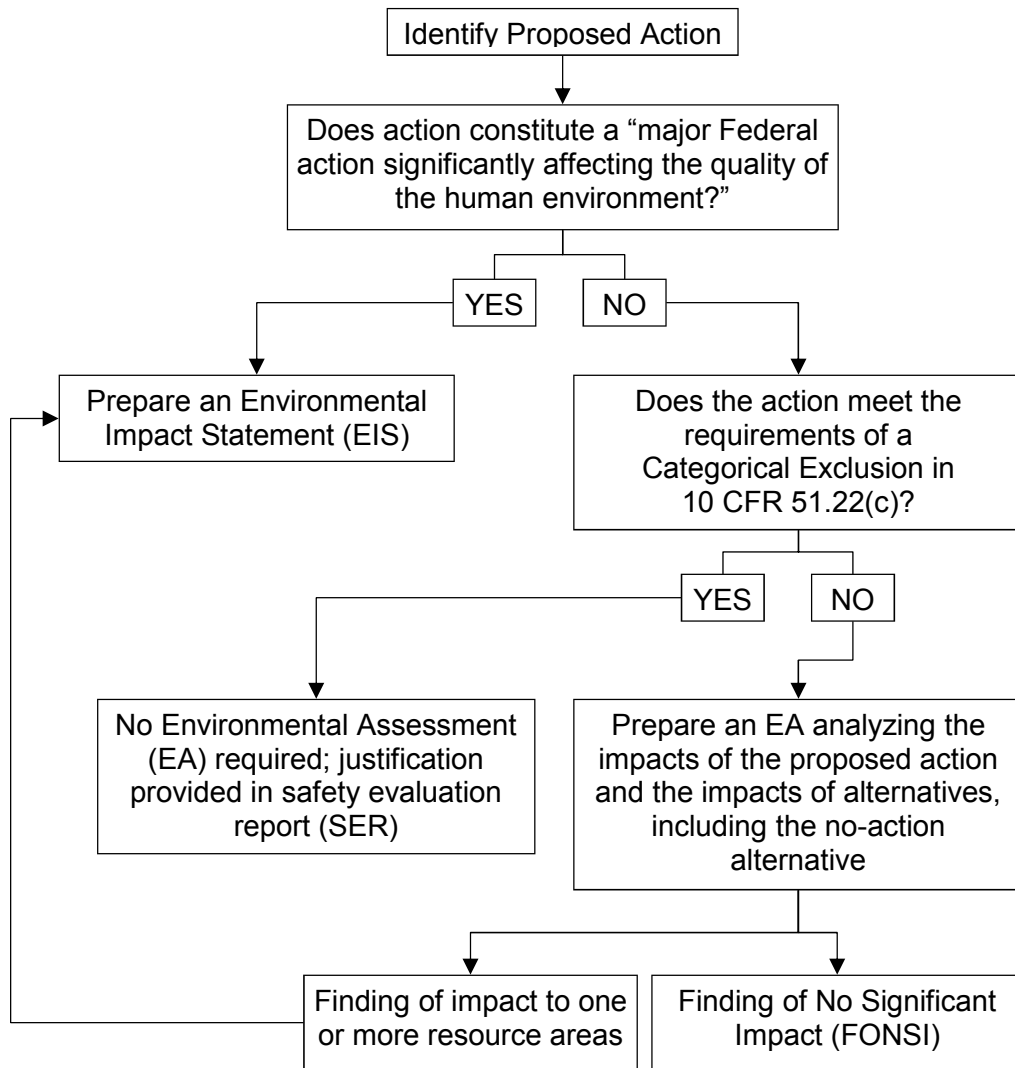 Identify Proposed Action
Does action constitute a “major Federal
action significantly affecting the quality of
the human environment?”
YES
NO
Prepare an Environmental
Impact Statement (EIS)
Does the action meet the
requirements of a
Categorical Exclusion in
10 CFR 51.22(c)?
YES
NO
No Environmental Assessment
(EA) required; justification
provided in safety evaluation
report (SER)
Prepare an EA analyzing the
impacts of the proposed action
and the impacts of alternatives,
including the no-action
alternative
Finding of impact to one
or more resource areas
Finding of No Significant
Impact (FONSI)